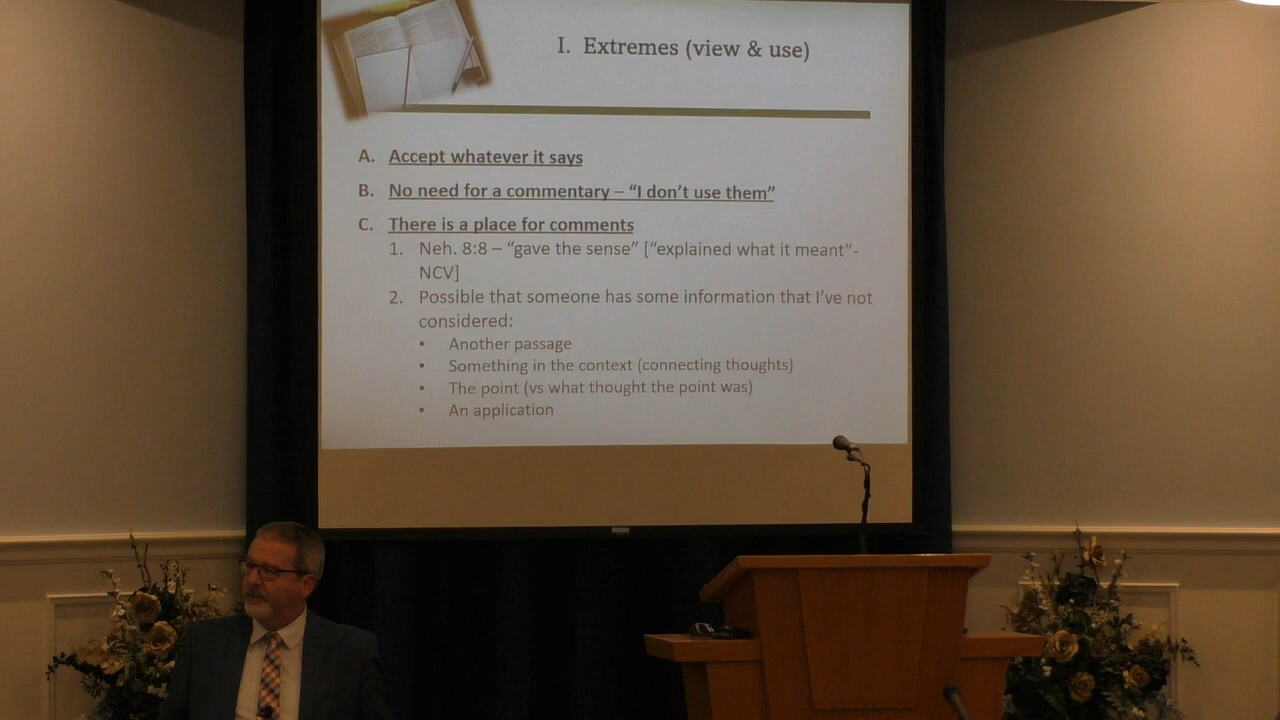 I. Extremes (view & use)
A. Accept whatever it says
B. No need for a commentary – “I don’t use them”
C. There is a place for comments
1. Neh. 8:8 – “gave the sense” [“explained what it meant”-
NCV]
2. Possible that someone has some information that I’ve not
considered:
• Another passage
• Something in the context (connecting thoughts)
• The point (vs what thought the point was)
• An application